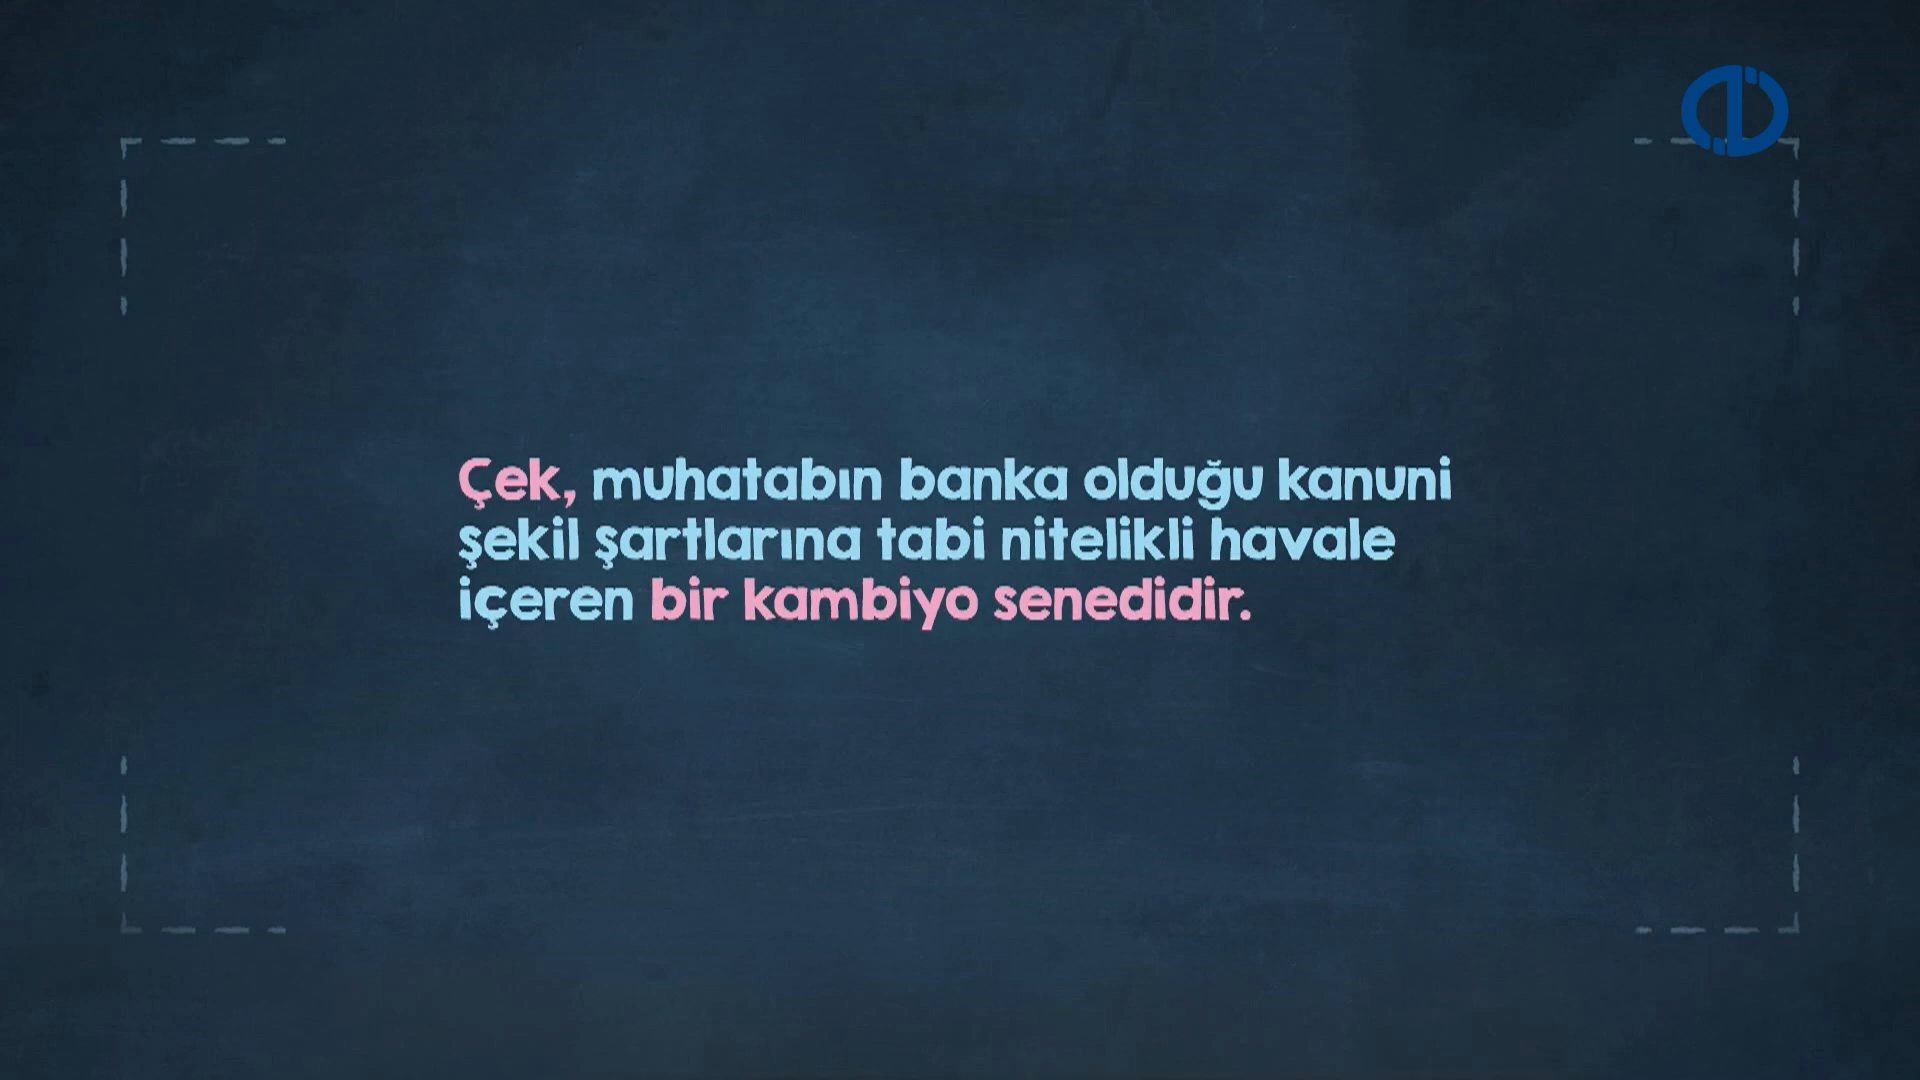 Çek, muhatabın banka olduğu kanuni
şekil şartlarına tabi nitelikli havale
içeren bir kambiyo senedidir.